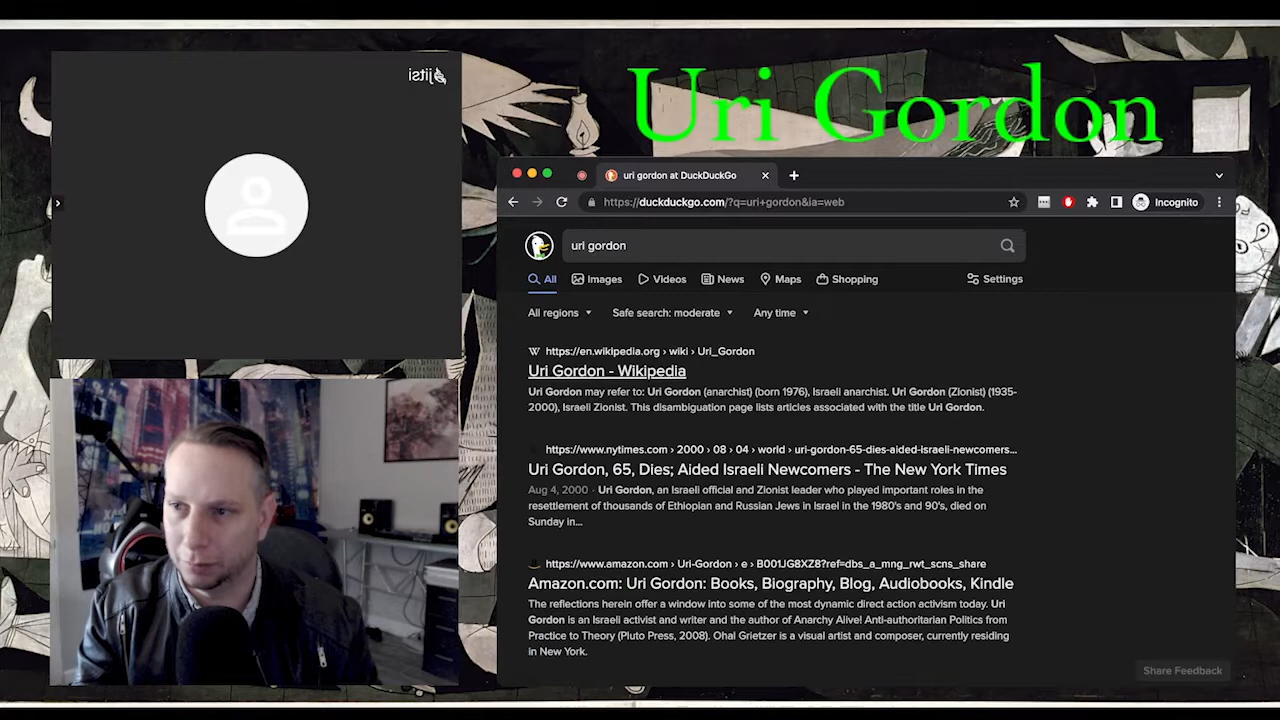 Uri Gordon
jitsi
uri gordon at DuckDuckGo
https://duckduckgo.com/?q=uri+gordon&ia=web
Incognito
uri gordon
All Images Videos News Maps Shopping Settings
All regions Safe search: moderate Any time
W https://en.wikipedia.org › wiki › Uri_Gordon
Uri Gordon - Wikipedia
Uri Gordon may refer to: Uri Gordon (anarchist) (born 1976), Israeli anarchist. Uri Gordon (Zionist) (1935-
2000), Israeli Zionist. This disambiguation page lists articles associated with the title Uri Gordon.
https://www.nytimes.com › 2000 › 08 › 04 › world › uri-gordon-65-dies-aided-israeli-newcomers...
Uri Gordon, 65, Dies; Aided Israeli Newcomers - The New York Times
Aug 4, 2000 · Uri Gordon, an Israeli official and Zionist leader who played important roles in the
resettlement of thousands of Ethiopian and Russian Jews in Israel in the 1980's and 90's, died on
Sunday in...
https://www.amazon.com › Uri-Gordon › e › B001JG8XZ8?ref=dbs_a_mng_rwt_scns_share
Amazon.com: Uri Gordon: Books, Biography, Blog, Audiobooks, Kindle
The reflections herein offer a window into some of the most dynamic direct action activism today. Uri
Gordon is an Israeli activist and writer and the author of Anarchy Alive! Anti-authoritarian Politics from
Practice to Theory (Pluto Press, 2008). Ohal Grietzer is a visual artist and composer, currently residing
in New York.
Share Feedback